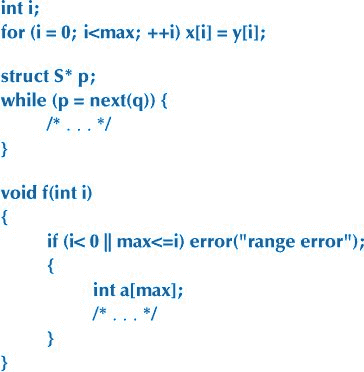 int i;
for (i = 0; i<max; ++i) x[i] = y[i];
struct S* p;
while (p = next(q)) {
/* . . . */
}
void f(int i)
{
if (i< 0 || max<=i) error("range error");
{
int a[max];
/* . . . */
}
}